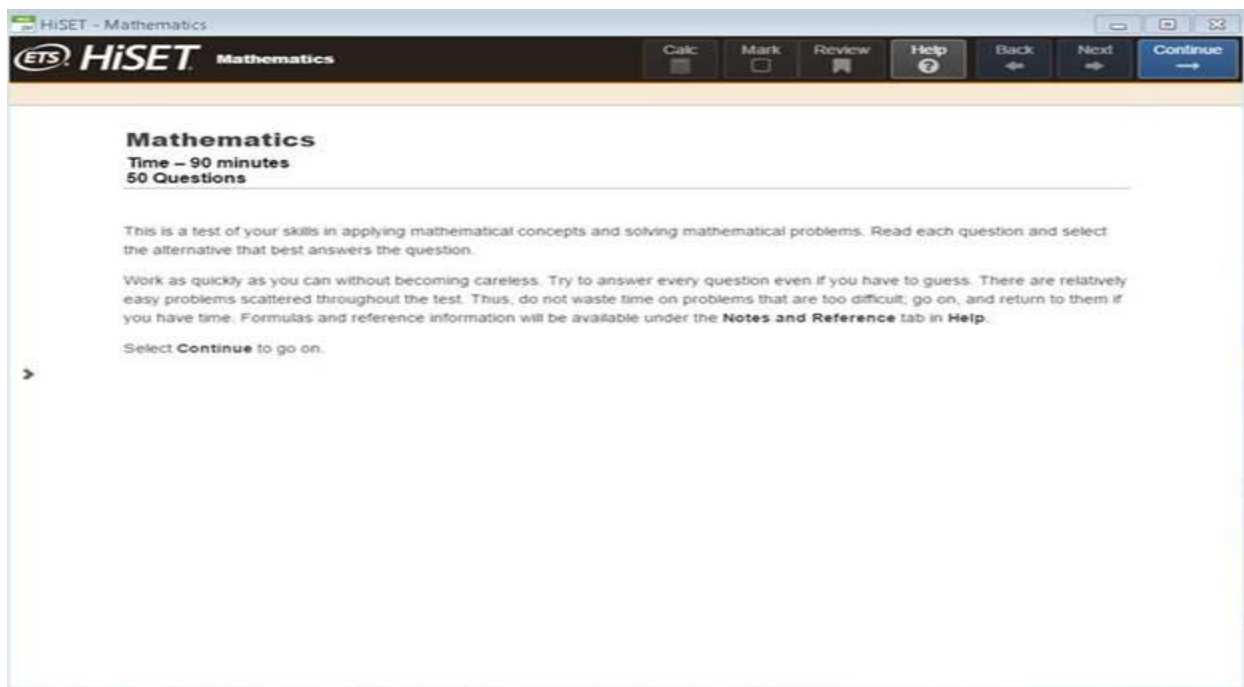 HiSET - Mathematics
ETS HiSET Mathematics
Calc Mark Review Help Back Next Continue
Mathematics
Time – 90 minutes
50 Questions
This is a test of your skills in applying mathematical concepts and solving mathematical problems. Read each question and select
the alternative that best answers the question.
Work as quickly as you can without becoming careless. Try to answer every question even if you have to guess. There are relatively
easy problems scattered throughout the test. Thus, do not waste time on problems that are too difficult; go on, and return to them if
you have time. Formulas and reference information will be available under the Notes and Reference tab in Help.
Select Continue to go on.